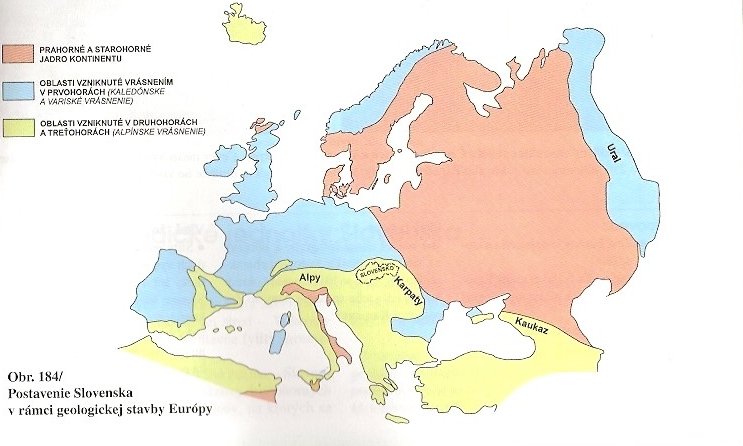 PRAHORNÉ A STAROHORNÉ
JADRO KONTINENTU
OBLASTI VZNIKNUTÉ VRÁSNENÍM
V PRVOHORÁCH (KALEDÓNSKE
A VARISKÉ VRÁSNENIE)
OBLASTI VZNIKNUTÉ V DRUHOHORÁCH
A TREŤOHORÁCH (ALPÍNSKE VRÁSNENIE)
Ural
Alpy
SLOVENSKO
Karpaty
Kaukaz
Obr. 184/
Postavenie Slovenska
v rámci geologickej stavby Európy